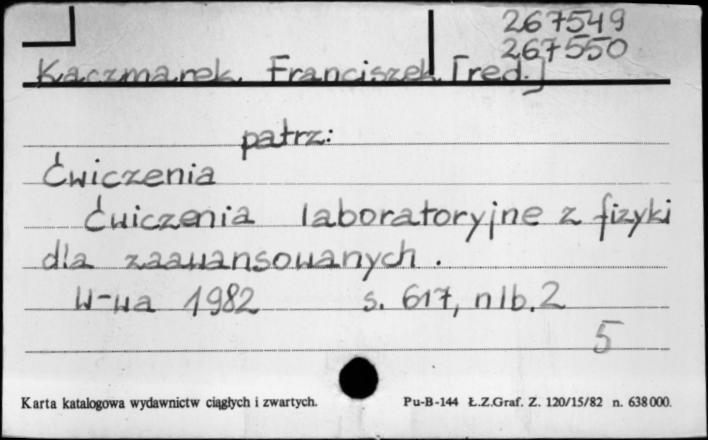 267549
267550
Kaczmarek Franciszek [red.]
patrz:
Ćwiczenia
Ćwiczenia laboratoryjne z fizyki
dla zaawansowanych.
W-wa 1982 s. 617, nlb. 2
5
Karta katalogowa wydawnictw ciągłych i zwartych. Pu-B-144 Ł.Z.Graf. Z. 120/15/82 n. 638000.